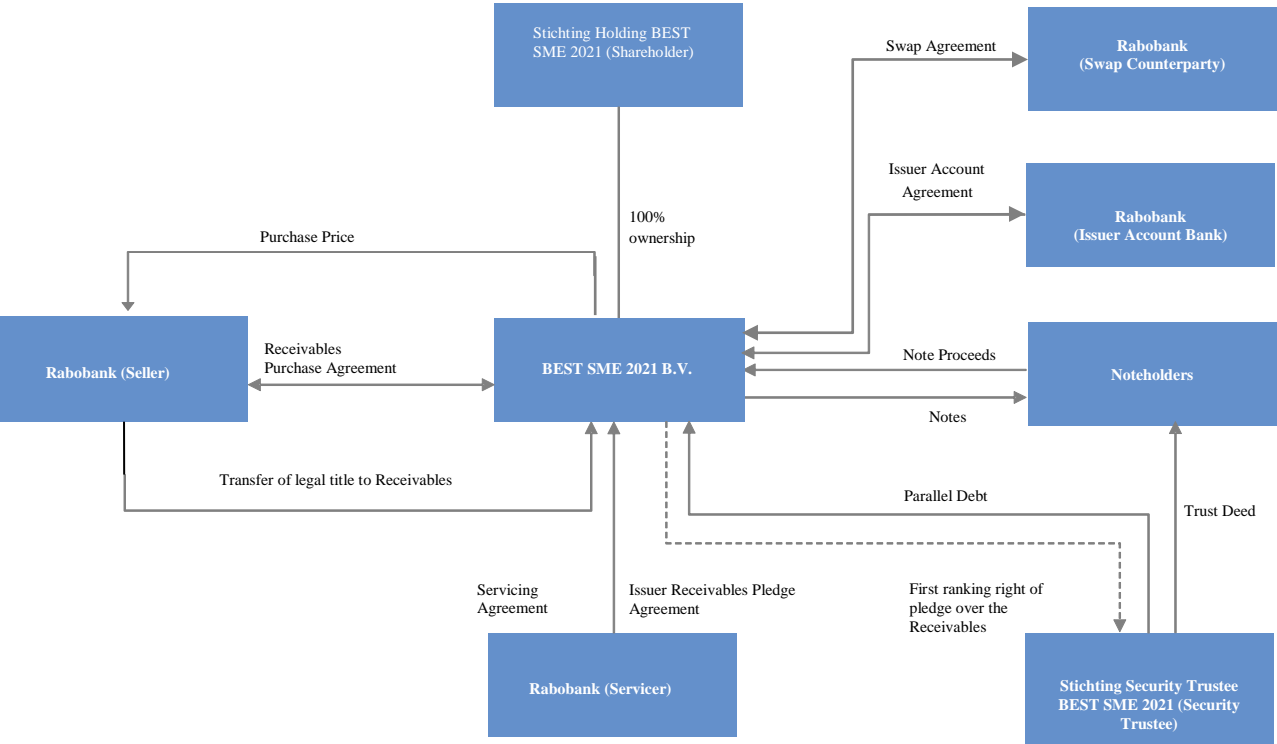 Stichting Holding BEST
SME 2021 (Shareholder)
Swap Agreement
Rabobank
(Swap Counterparty)
Issuer Account
Agreement
Rabobank
(Issuer Account Bank)
100%
ownership
Purchase Price
Rabobank (Seller)
Receivables
Purchase Agreement
BEST SME 2021 B.V.
Note Proceeds
Noteholders
Notes
Transfer of legal title to Receivables
Parallel Debt
Trust Deed
Servicing
Agreement
Issuer Receivables Pledge
Agreement
First ranking right of
pledge over the
Receivables
Rabobank (Servicer)
Stichting Security Trustee
BEST SME 2021 (Security
Trustee)